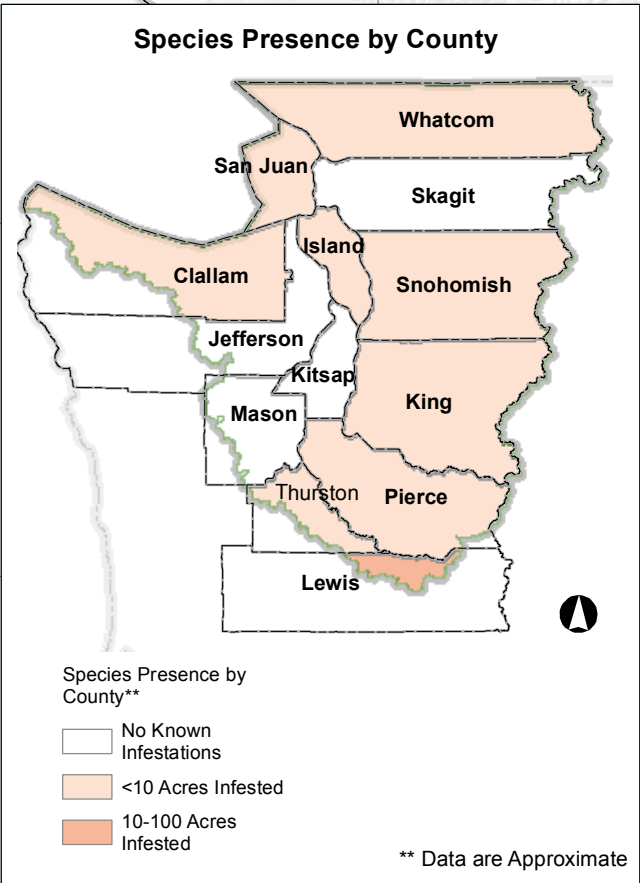 Species Presence by County
Whatcom
San Juan
Skagit
Island
Clallam
Snohomish
Jefferson
Kitsap
King
Mason
Thurston
Pierce
Lewis
Species Presence by
County**
No Known
Infestations
<10 Acres Infested
10-100 Acres
Infested
** Data are Approximate